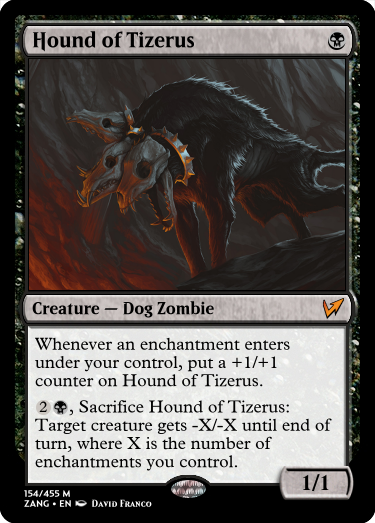 Hound of Tizerus
Creature — Dog Zombie
Whenever an enchantment enters
under your control, put a +1/+1
counter on Hound of Tizerus.
2, Sacrifice Hound of Tizerus:
Target creature gets -X/-X until end of
turn, where X is the number of
enchantments you control.
1/1
154/455 M
ZANG • EN David Franco